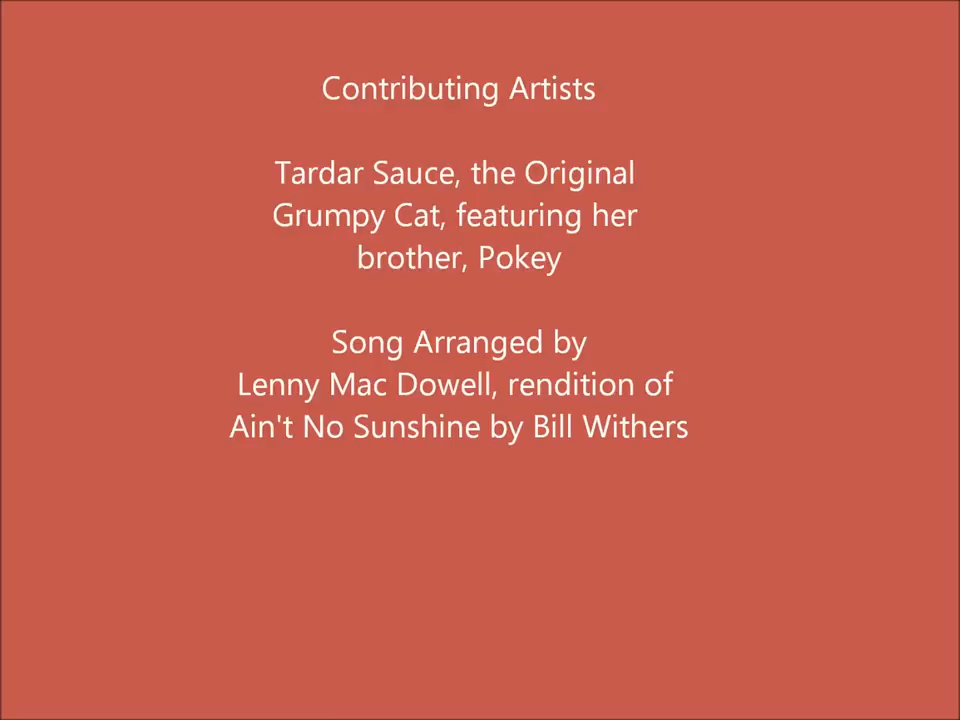 Contributing Artists
Tardar Sauce, the Original
Grumpy Cat, featuring her
brother, Pokey
Song Arranged by
Lenny Mac Dowell, rendition of
Ain't No Sunshine by Bill Withers